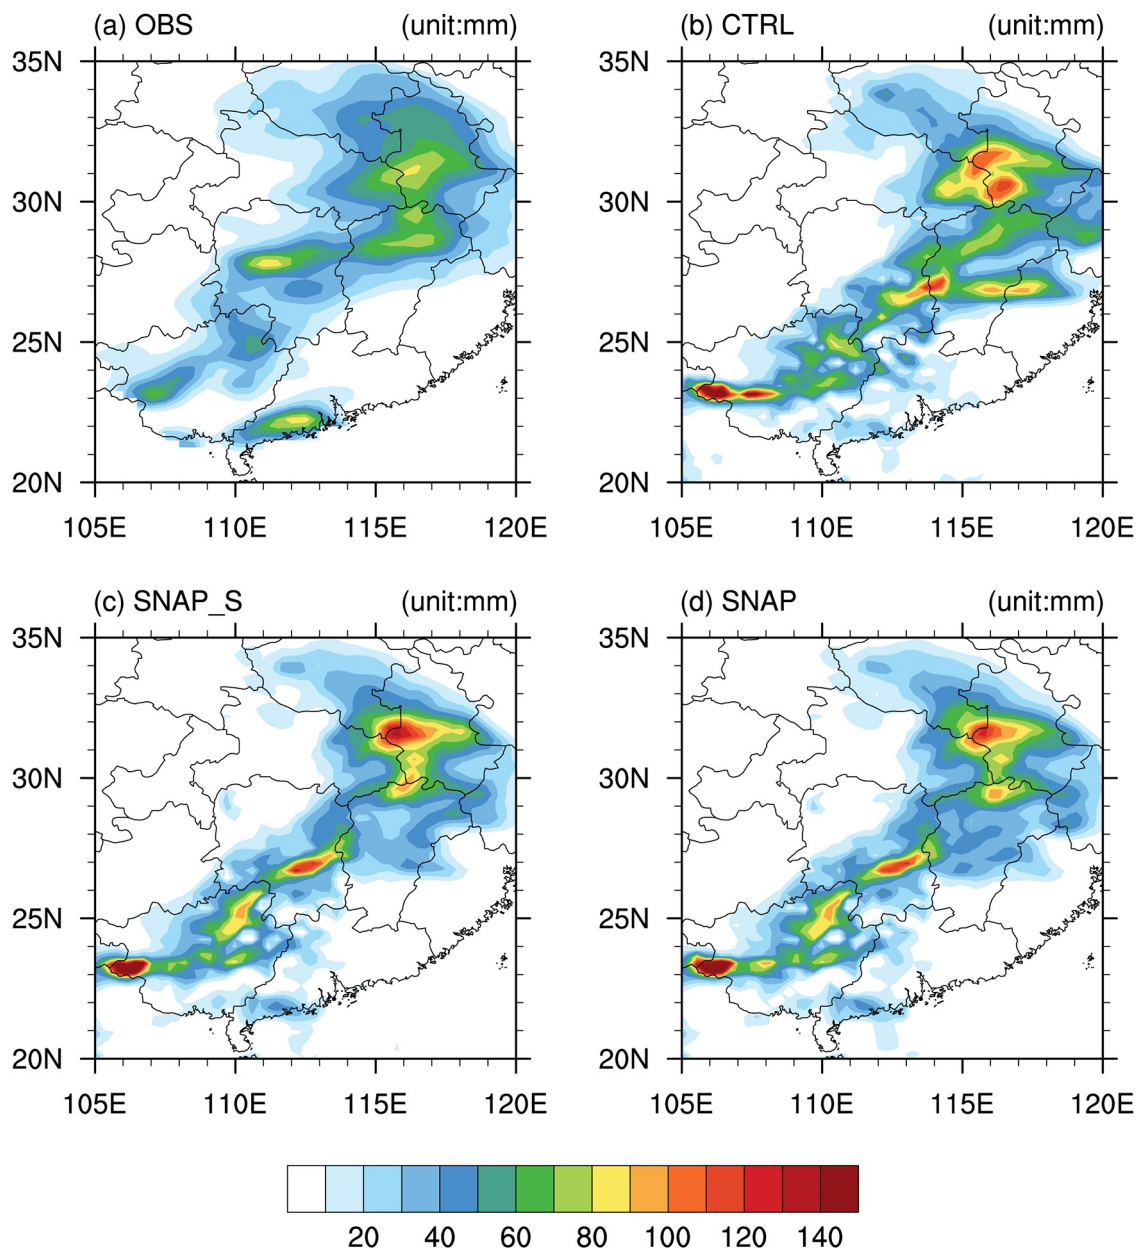 (a) OBS (unit:mm) (b) CTRL (unit:mm)
35N 35N
30N 30N
25N 25N
20N 20N
105E 110E 115E 120E 105E 110E 115E 120E
(c) SNAP_S (unit:mm) (d) SNAP (unit:mm)
35N 35N
30N 30N
25N 25N
20N 20N
105E 110E 115E 120E 105E 110E 115E 120E
20 40 60 80 100 120 140